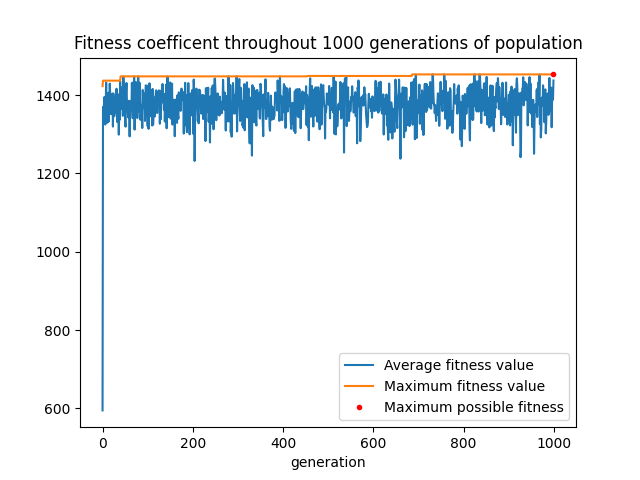 Fitness coefficent throughout 1000 generations of population
1400
1200
1000
800
600
Average fitness value
Maximum fitness value
Maximum possible fitness
0 200 400 600 800 1000
generation